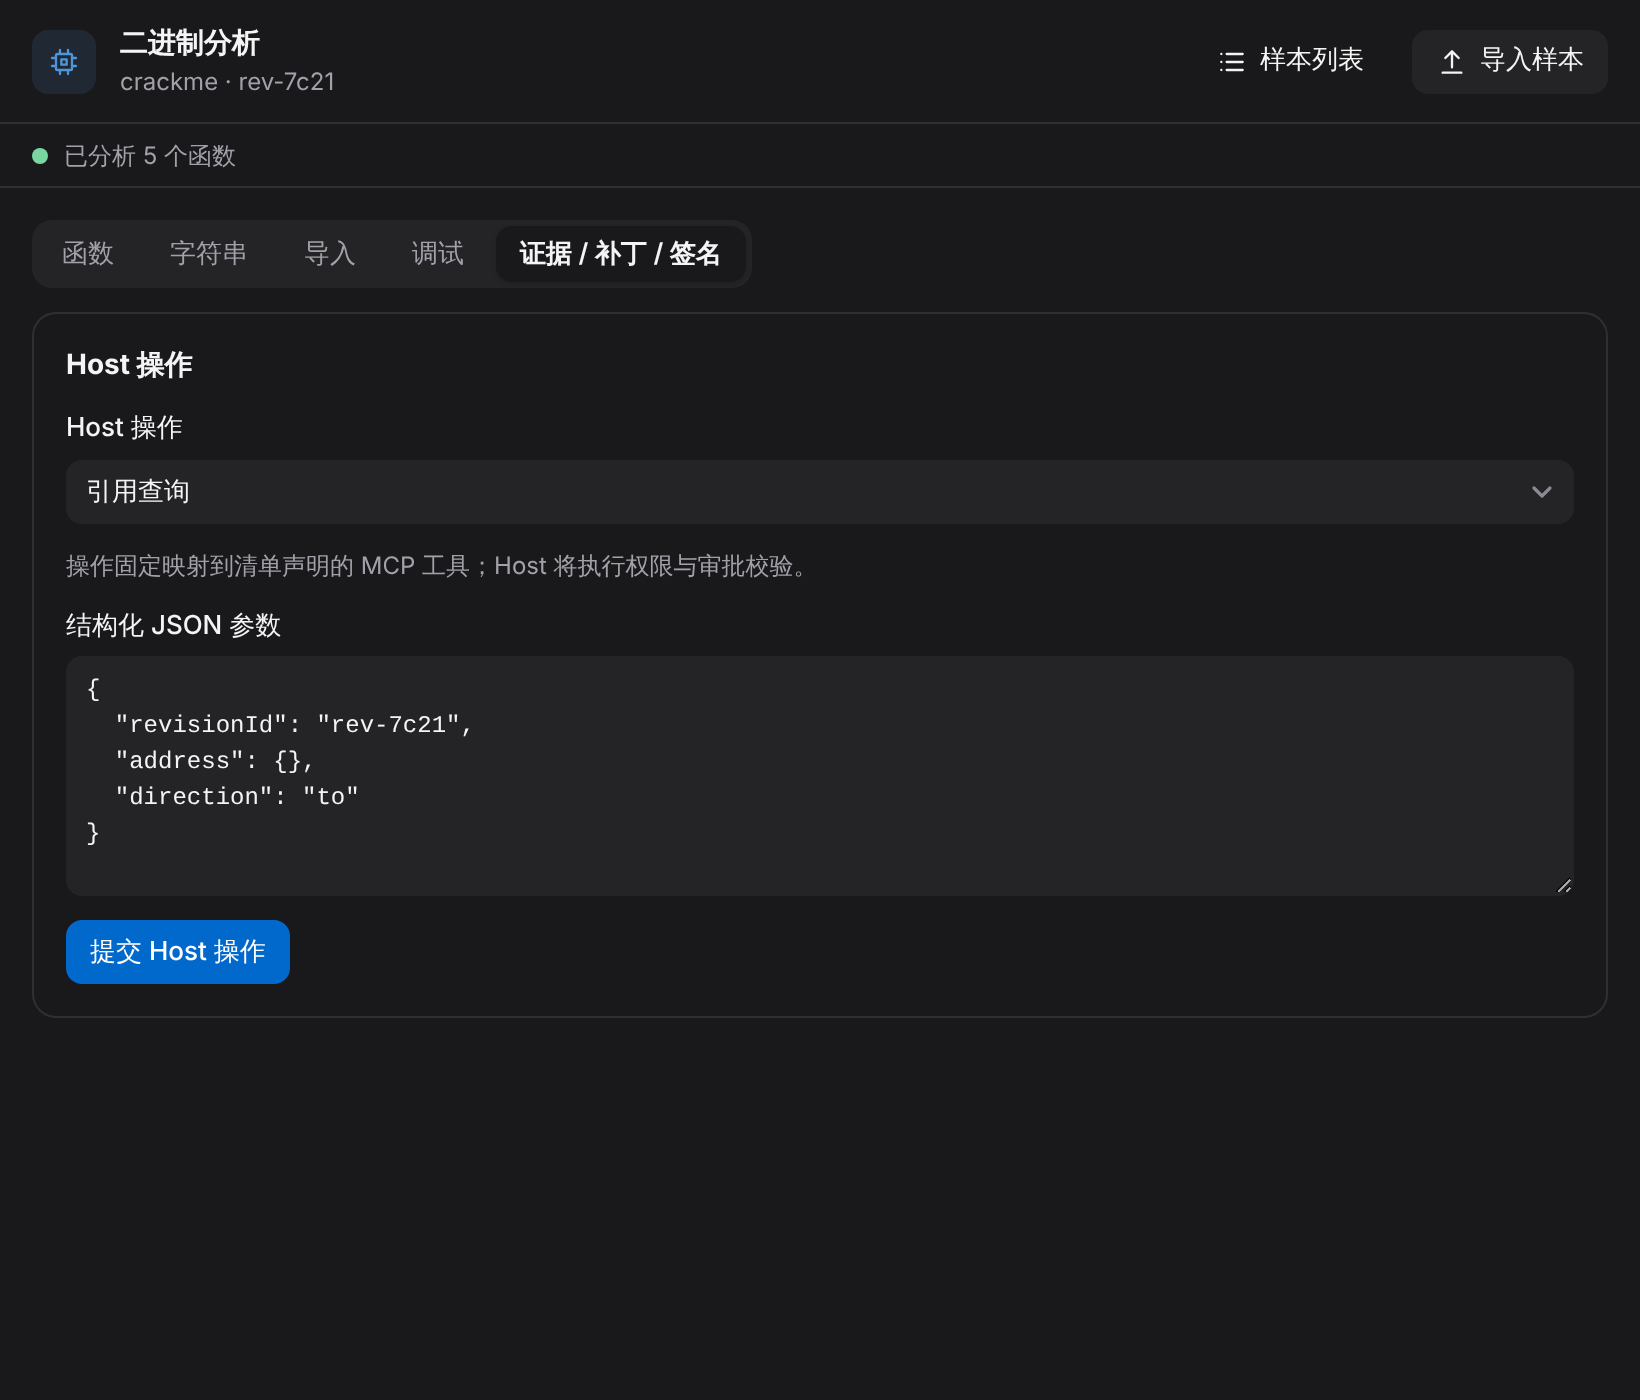 二进制分析
crackme · rev-7c21
样本列表
导入样本
已分析 5 个函数
函数
字符串
导入
调试
证据 / 补丁 / 签名
Host 操作
Host 操作
引用查询
操作固定映射到清单声明的 MCP 工具；Host 将执行权限与审批校验。
结构化 JSON 参数
{
  "revisionId": "rev-7c21",
  "address": {},
  "direction": "to"
}
提交 Host 操作